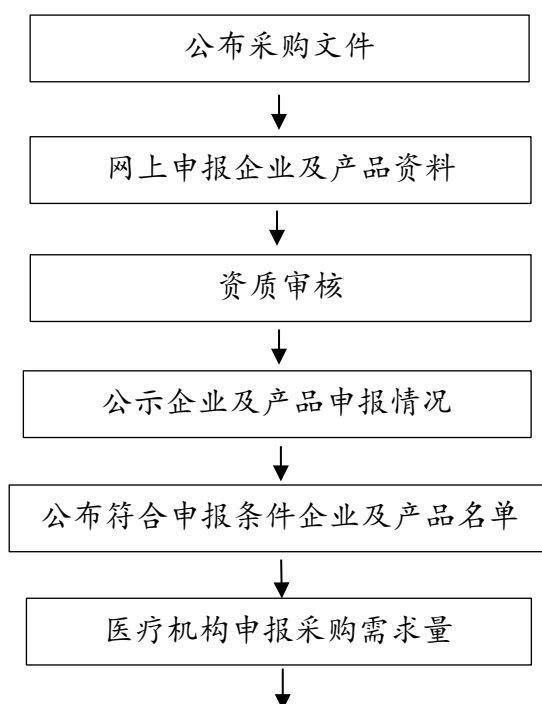 公布采购文件
网上申报企业及产品资料
资质审核
公示企业及产品申报情况
公布符合申报条件企业及产品名单
医疗机构申报采购需求量